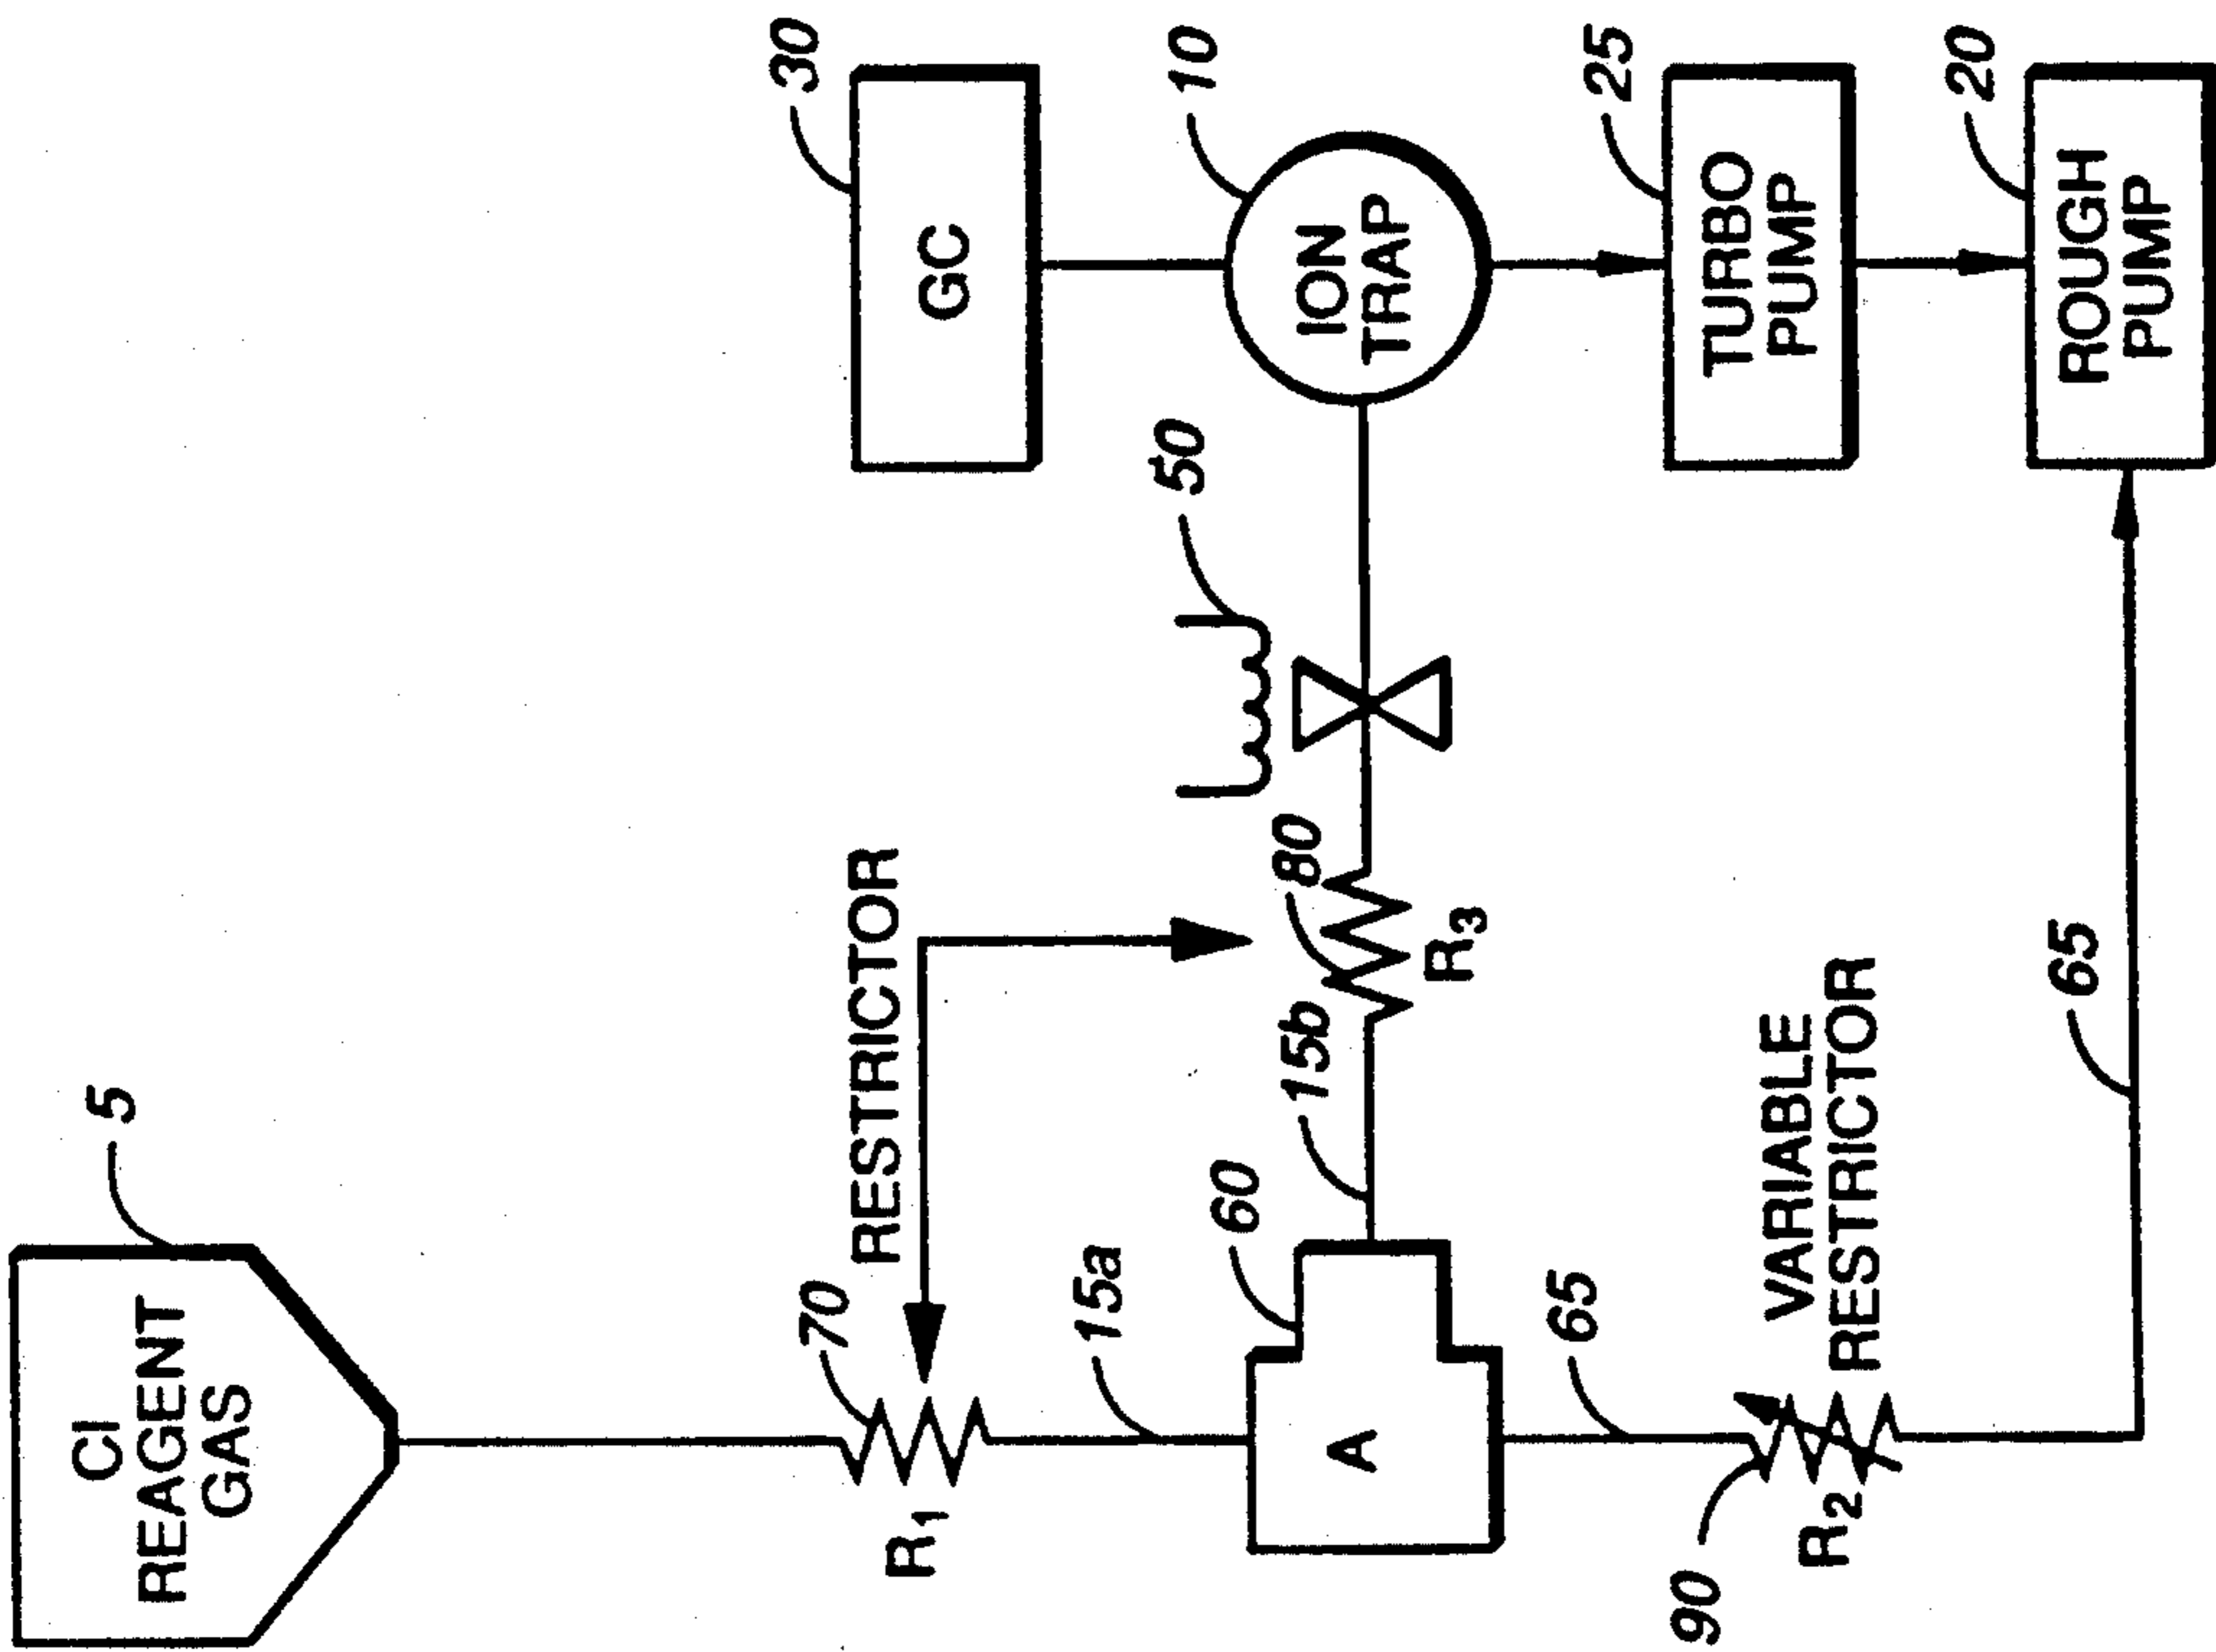 5
CI
REAGENT
GAS
70
R1
RESTRICTOR
15a
60
A
15b
80
R3
50
30
GC
10
ION
TRAP
25
TURBO
PUMP
20
ROUGH
PUMP
65
90
R2
VARIABLE
RESTRICTOR
65